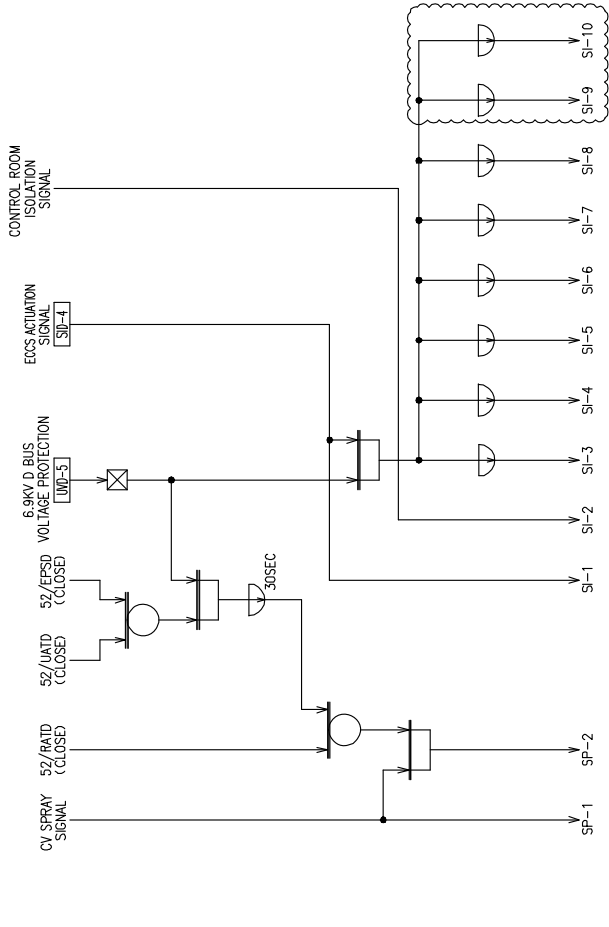 CV SPRAY
SIGNAL
52/RATD
(CLOSE)
52/UATD
(CLOSE)
52/EPSD
(CLOSE)
6.9KV D BUS
VOLTAGE PROTECTION
UVD-5
ECCS ACTUATION
SIGNAL
SID-4
CONTROL ROOM
ISOLATION
SIGNAL
30SEC
SP-1
SP-2
SI-1
SI-2
SI-3
SI-4
SI-5
SI-6
SI-7
SI-8
SI-9
SI-10